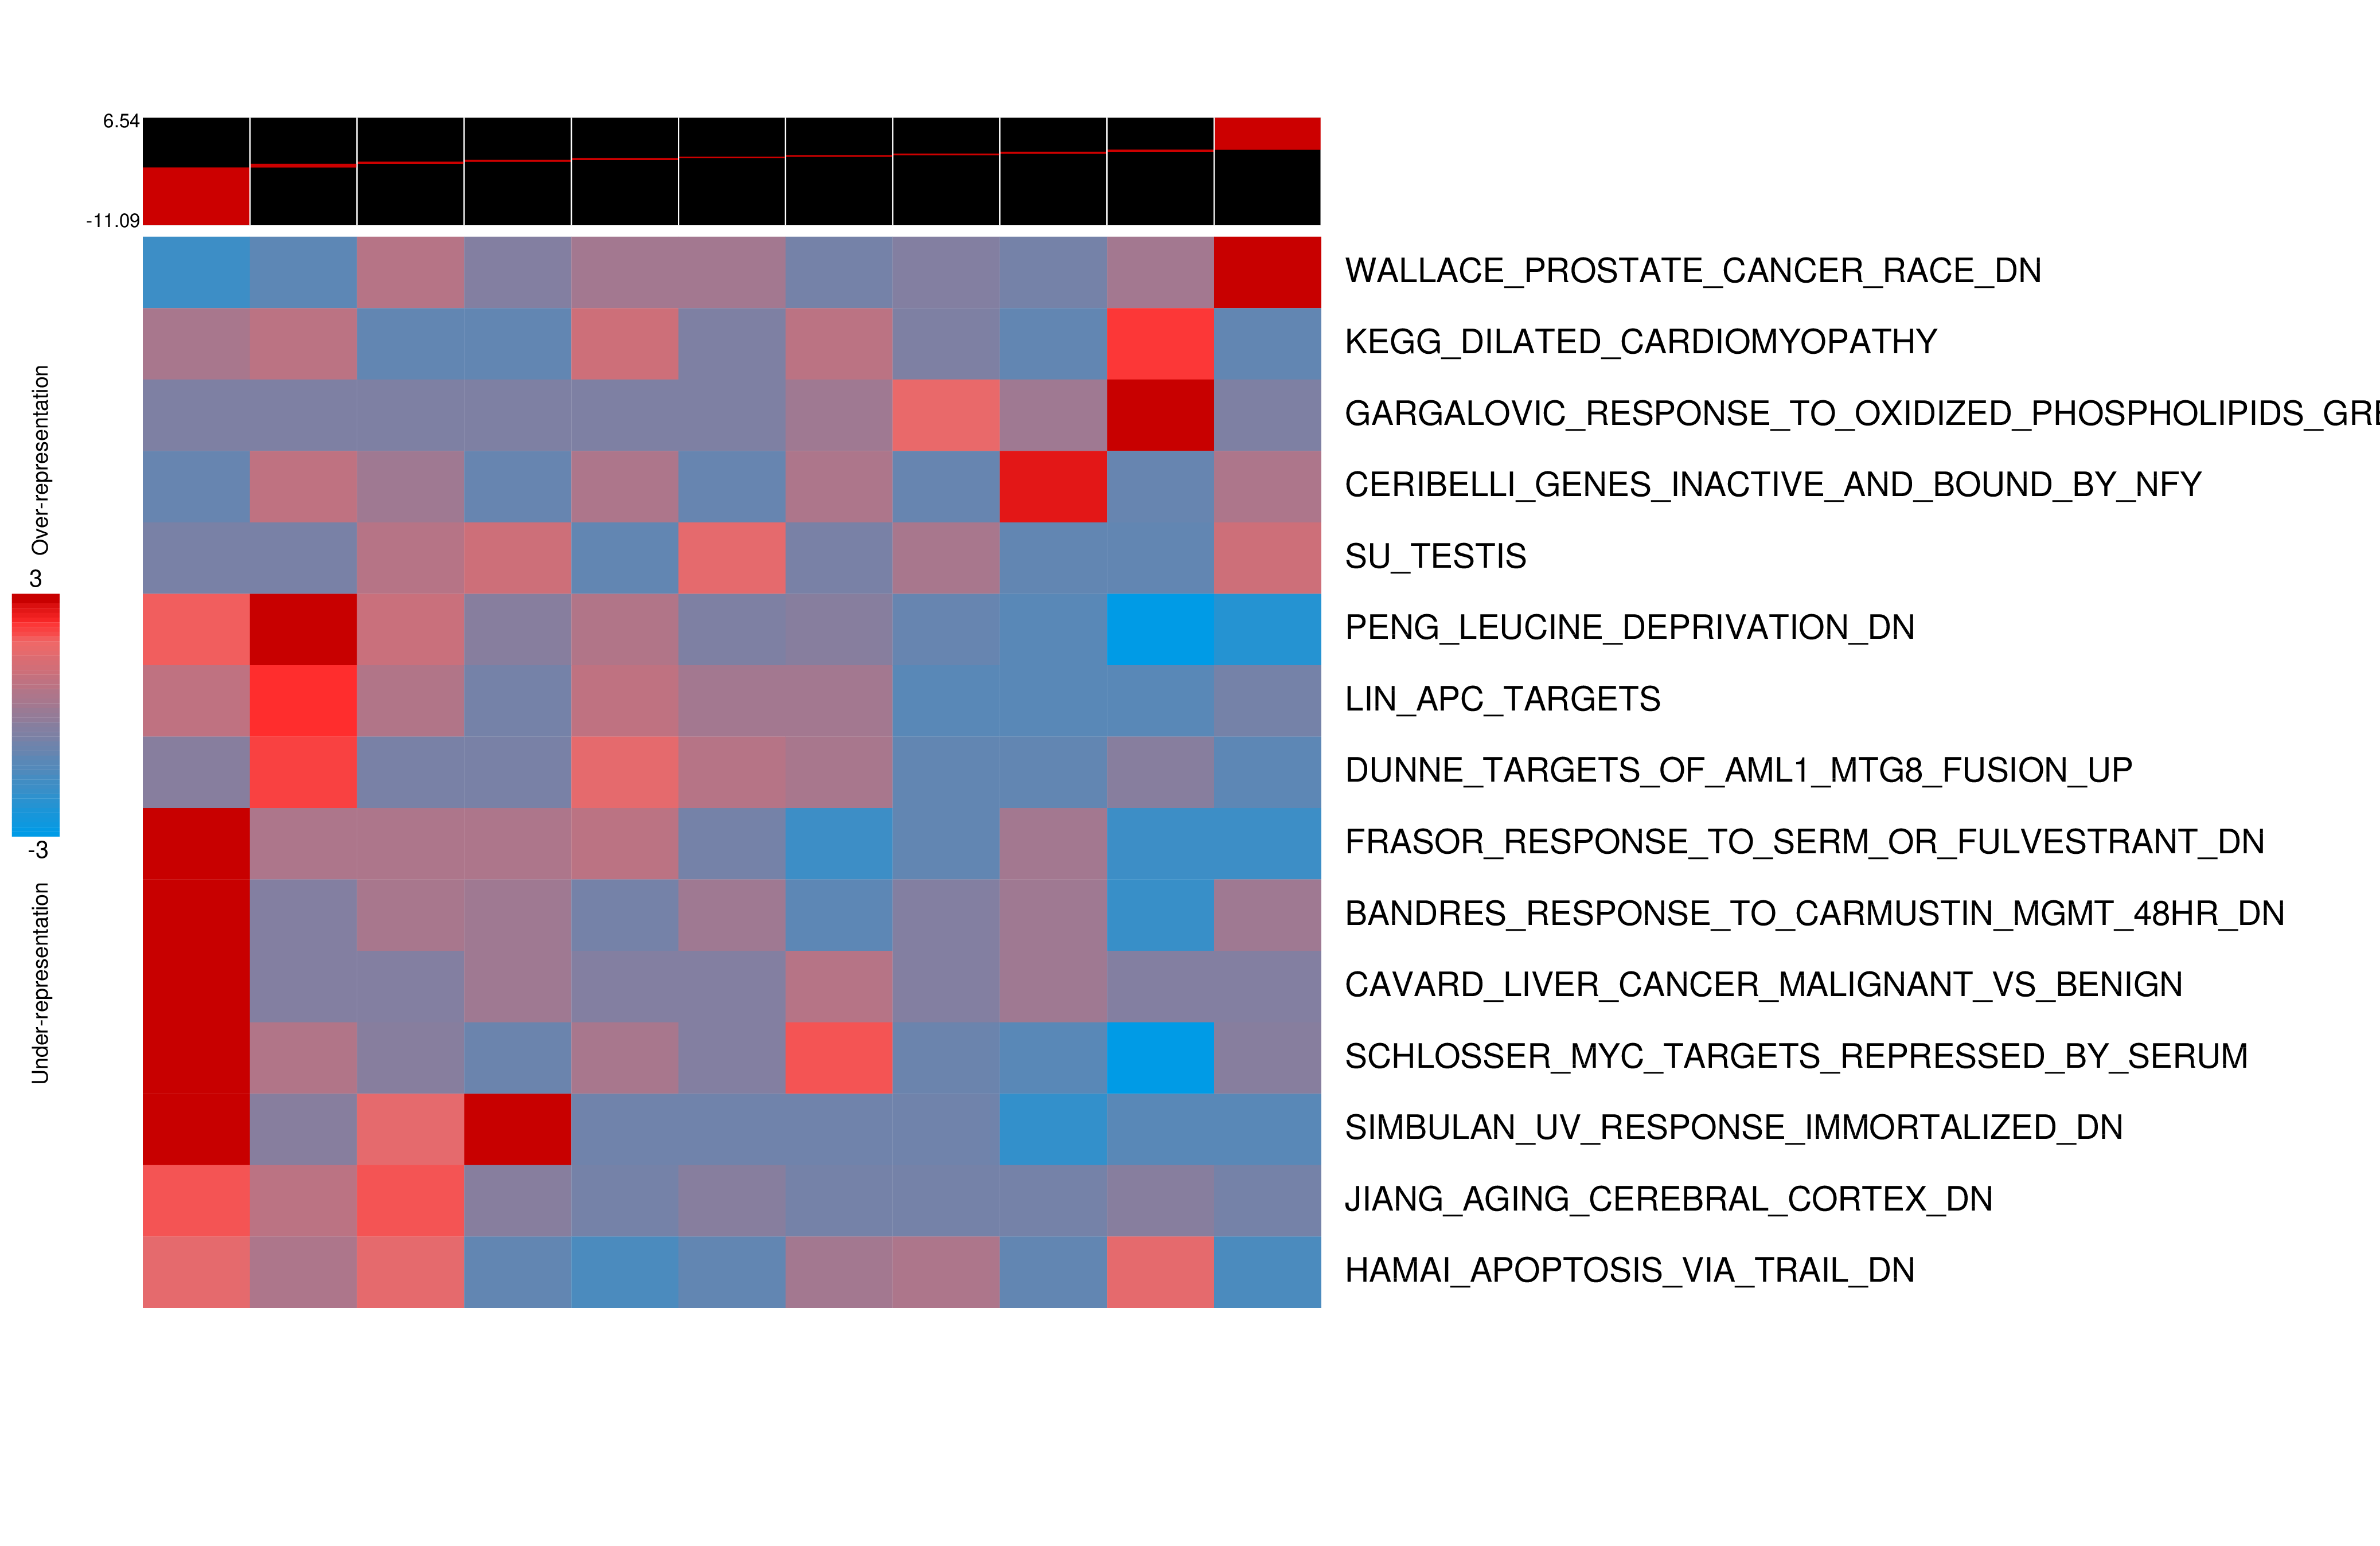 6.54
-11.09
WALLACE_PROSTATE_CANCER_RACE_DN
KEGG_DILATED_CARDIOMYOPATHY
GARGALOVIC_RESPONSE_TO_OXIDIZED_PHOSPHOLIPIDS_GRE
CERIBELLI_GENES_INACTIVE_AND_BOUND_BY_NFY
SU_TESTIS
PENG_LEUCINE_DEPRIVATION_DN
LIN_APC_TARGETS
DUNNE_TARGETS_OF_AML1_MTG8_FUSION_UP
FRASOR_RESPONSE_TO_SERM_OR_FULVESTRANT_DN
BANDRES_RESPONSE_TO_CARMUSTIN_MGMT_48HR_DN
CAVARD_LIVER_CANCER_MALIGNANT_VS_BENIGN
SCHLOSSER_MYC_TARGETS_REPRESSED_BY_SERUM
SIMBULAN_UV_RESPONSE_IMMORTALIZED_DN
JIANG_AGING_CEREBRAL_CORTEX_DN
HAMAI_APOPTOSIS_VIA_TRAIL_DN
Over-representation
3
-3
Under-representation